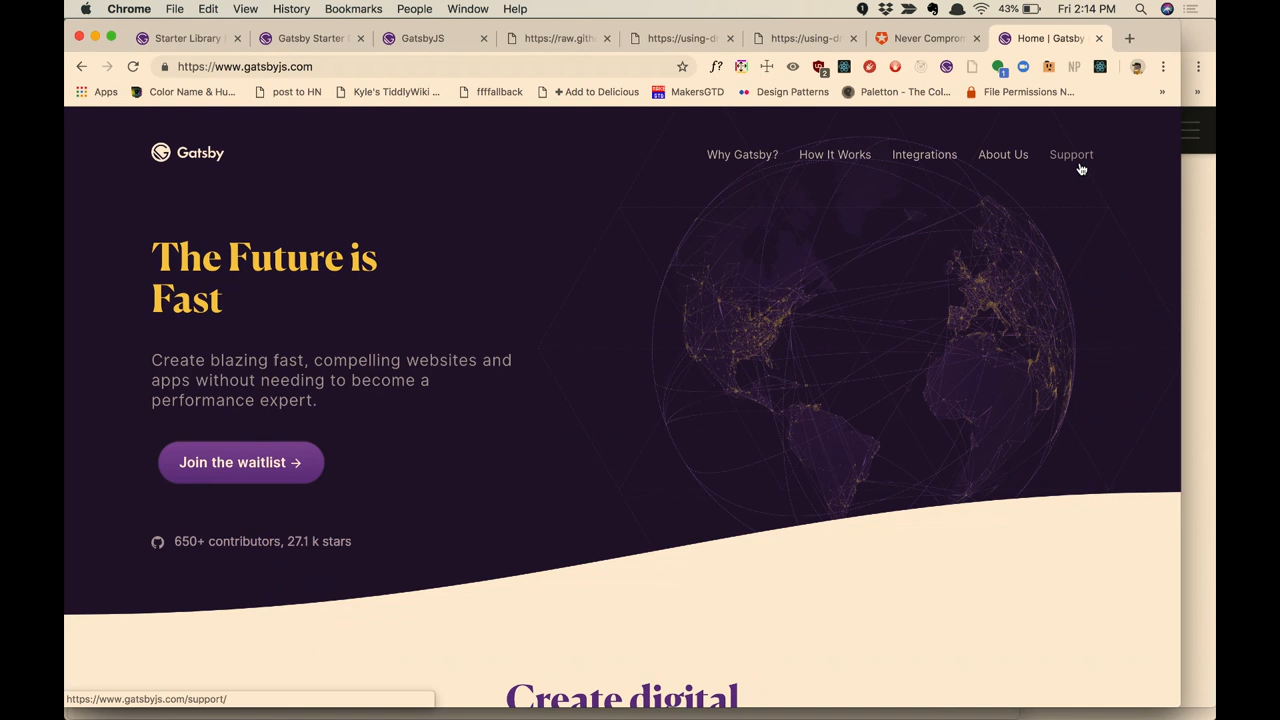 Chrome File Edit View History Bookmarks People Window Help 43% Fri 2:14 PM
Starter Library Gatsby Starter GatsbyJS https://raw.gith https://using-d https://using-d Never Compron Home | Gatsby
https://www.gatsbyjs.com f? 2 1 NP
Apps Color Name & Hu... post to HN Kyle's TiddlyWiki ... ffffallback + Add to Delicious MakersGTD Design Patterns Paletton - The Col... File Permissions N... » »
Gatsby Why Gatsby? How It Works Integrations About Us Support
The Future is
Fast
Create blazing fast, compelling websites and
apps without needing to become a
performance expert.
Join the waitlist →
650+ contributors, 27.1 k stars
Create digital
https://www.gatsbyjs.com/support/